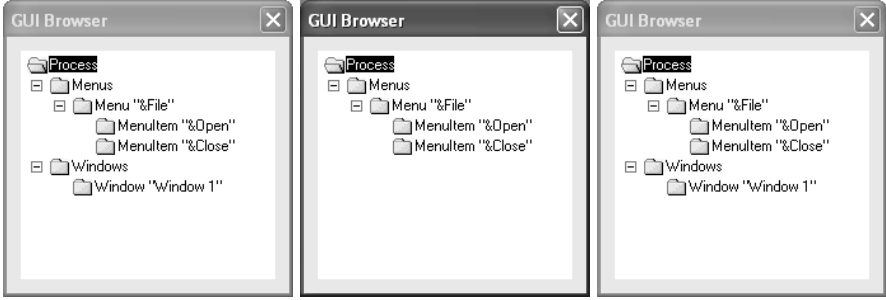 GUI Browser
Process
Menus
Menu "&File"
MenuItem "&Open"
MenuItem "&Close"
Windows
Window "Window 1"
GUI Browser
Process
Menus
Menu "&File"
MenuItem "&Open"
MenuItem "&Close"
GUI Browser
Process
Menus
Menu "&File"
MenuItem "&Open"
MenuItem "&Close"
Windows
Window "Window 1"